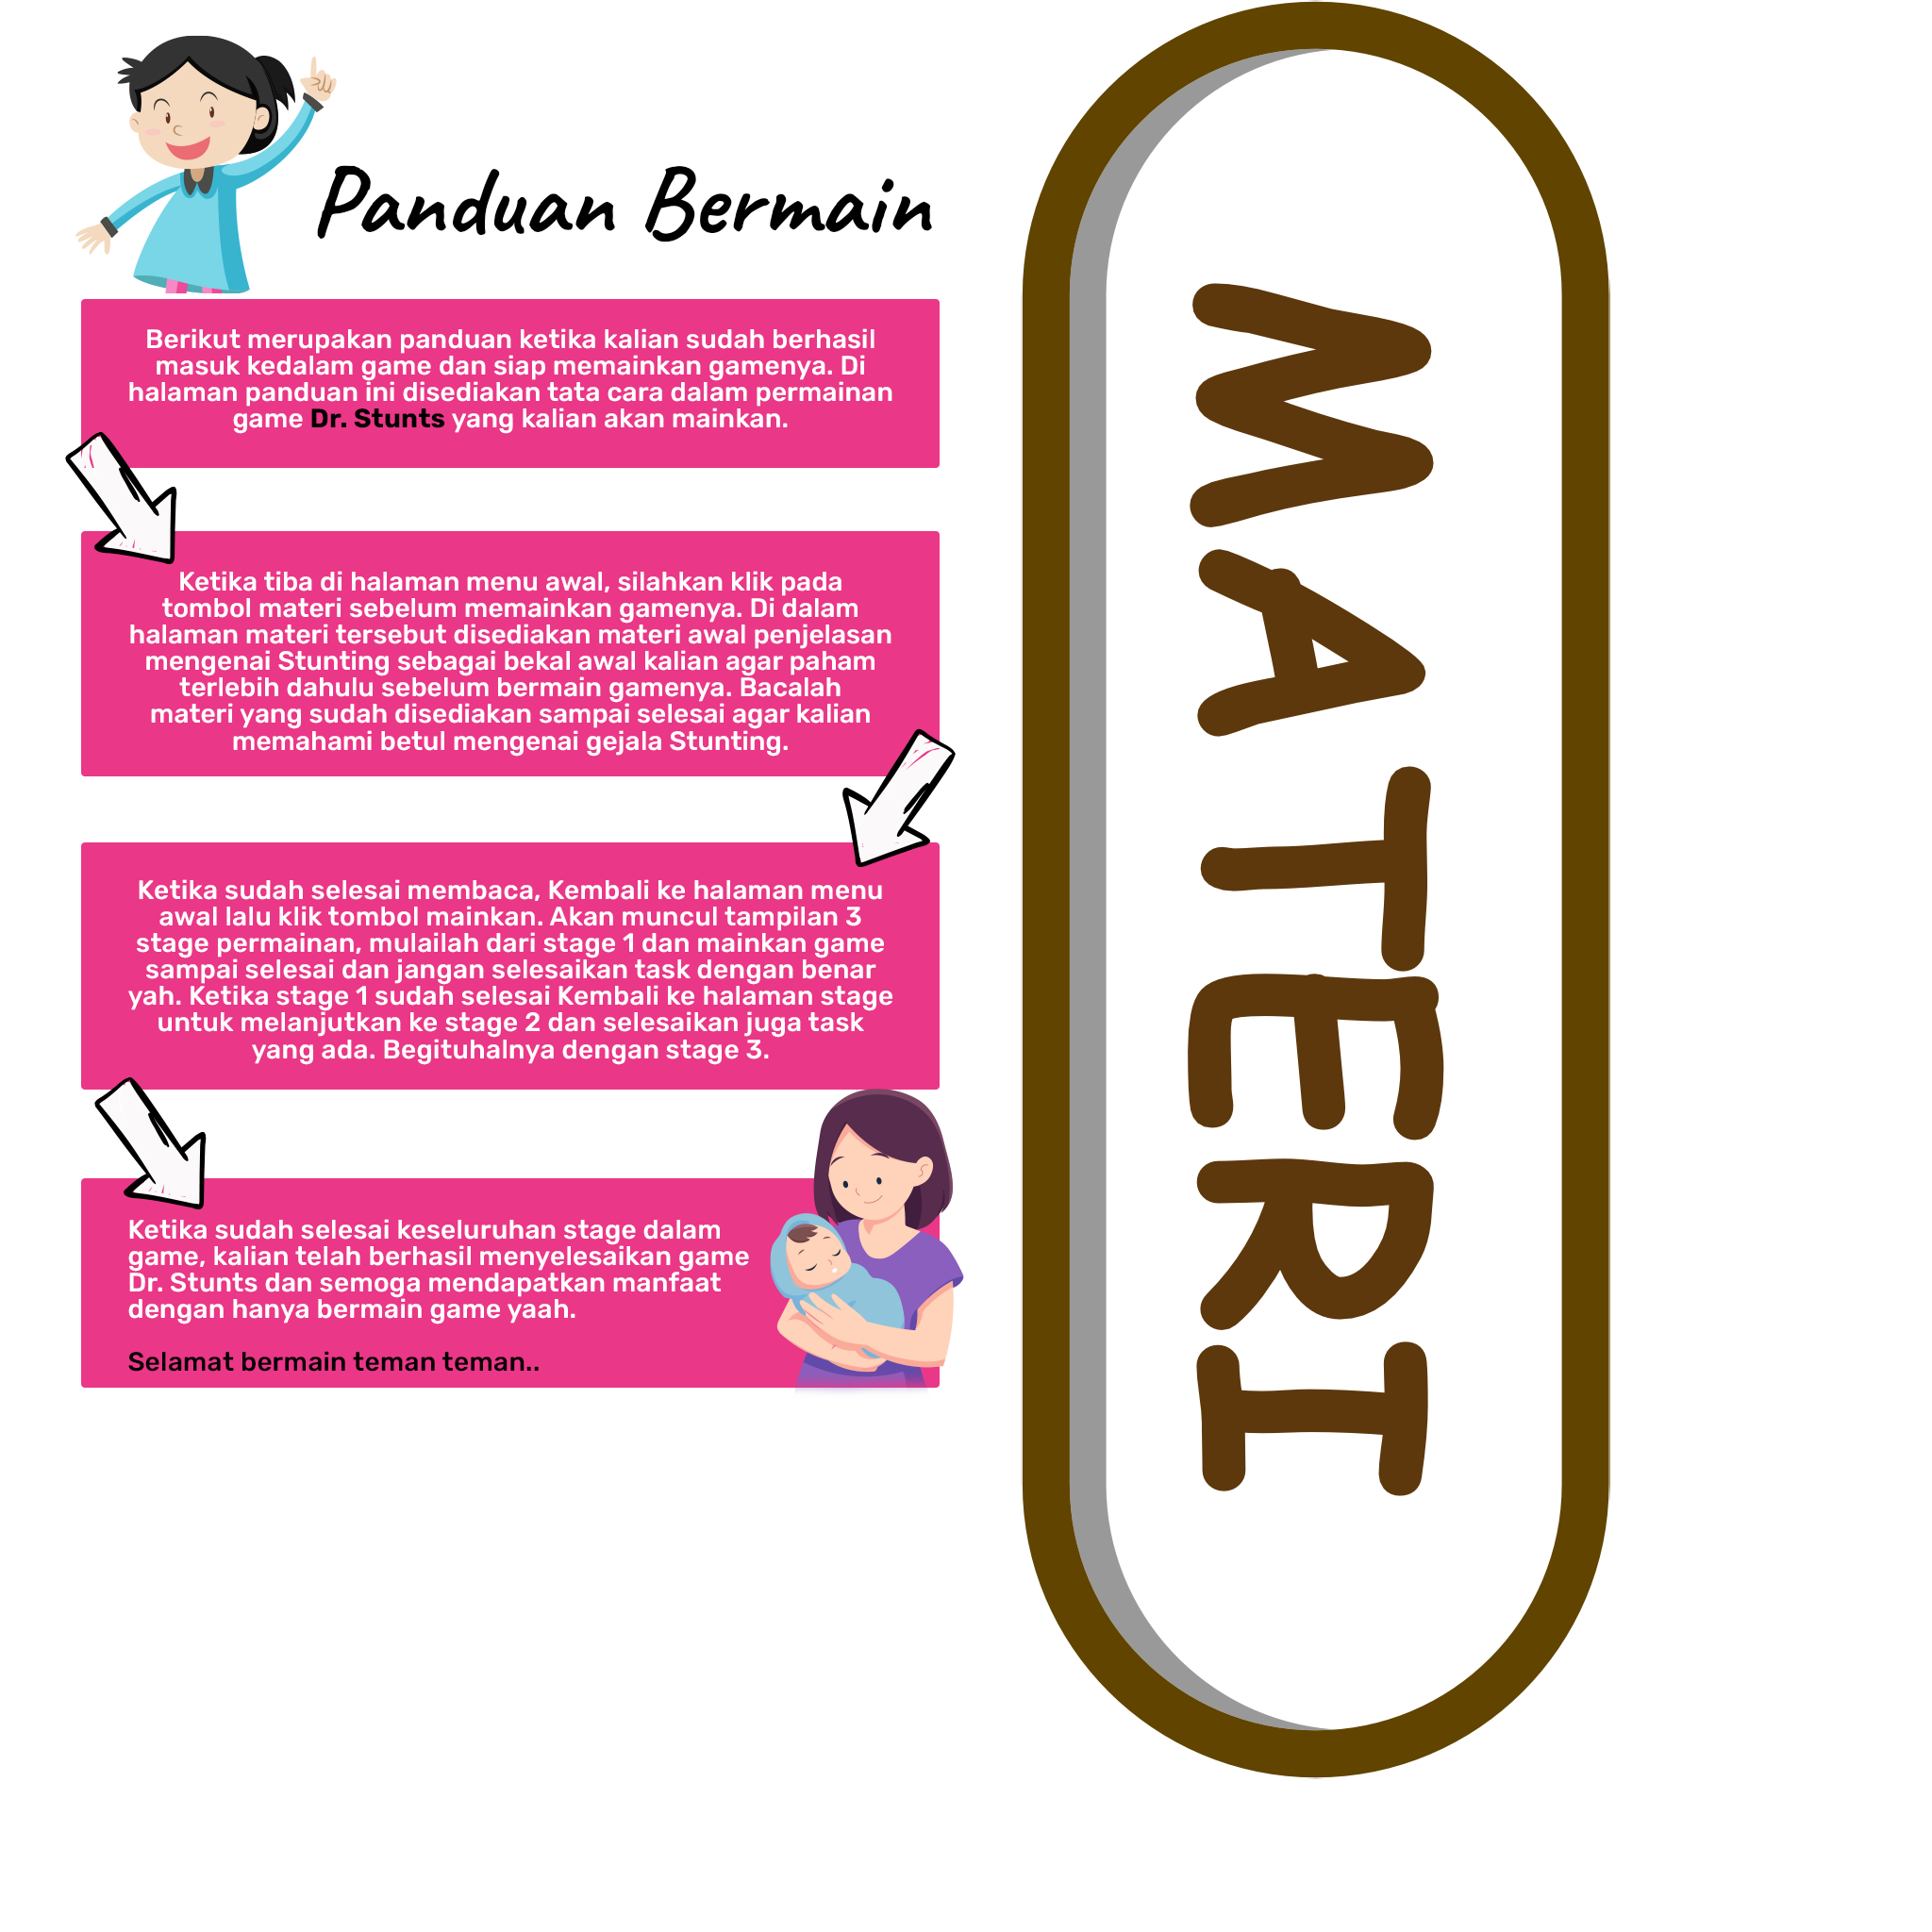 Panduan Bermain
Berikut merupakan panduan ketika kalian sudah berhasil
masuk kedalam game dan siap memainkan gamenya. Di
halaman panduan ini disediakan tata cara dalam permainan
game Dr. Stunts yang kalian akan mainkan.
Ketika tiba di halaman menu awal, silahkan klik pada
tombol materi sebelum memainkan gamenya. Di dalam
halaman materi tersebut disediakan materi awal penjelasan
mengenai Stunting sebagai bekal awal kalian agar paham
terlebih dahulu sebelum bermain gamenya. Bacalah
materi yang sudah disediakan sampai selesai agar kalian
memahami betul mengenai gejala Stunting.
Ketika sudah selesai membaca, Kembali ke halaman menu
awal lalu klik tombol mainkan. Akan muncul tampilan 3
stage permainan, mulailah dari stage 1 dan mainkan game
sampai selesai dan jangan selesaikan task dengan benar
yah. Ketika stage 1 sudah selesai Kembali ke halaman stage
untuk melanjutkan ke stage 2 dan selesaikan juga task
yang ada. Begituhalnya dengan stage 3.
Ketika sudah selesai keseluruhan stage dalam
game, kalian telah berhasil menyelesaikan game
Dr. Stunts dan semoga mendapatkan manfaat
dengan hanya bermain game yaah.
Selamat bermain teman teman..
MATERI